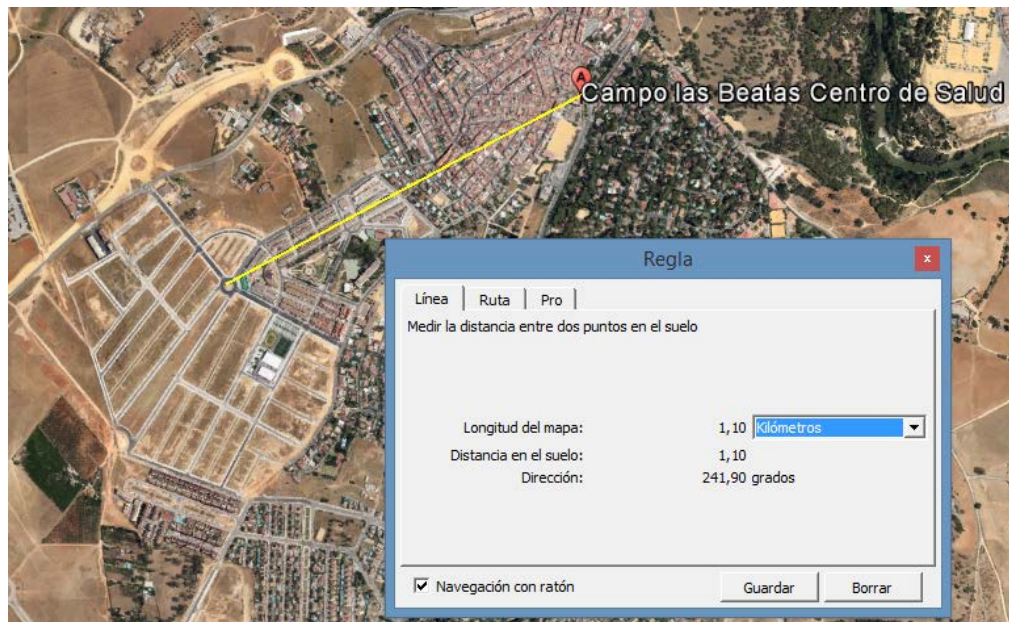 A
Campo las Beatas Centro de Salud
Regla
x
Línea Ruta Pro
Medir la distancia entre dos puntos en el suelo
Longitud del mapa: 1,10 Kilómetros
Distancia en el suelo: 1,10
Dirección: 241,90 grados
Navegación con ratón Guardar Borrar